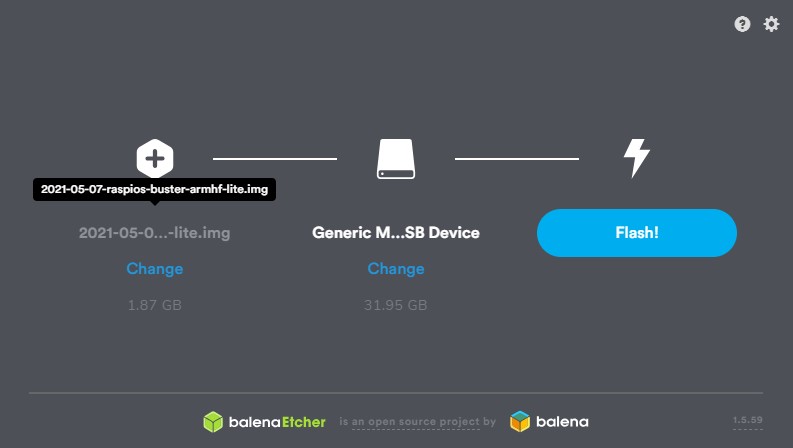 2021-05-07-raspios-buster-armhf-lite.img
2021-05-0...-lite.img
Generic M...SB Device
Flash!
Change
Change
1.87 GB
31.95 GB
balenaEtcher is an open source project by balena
1.5.59